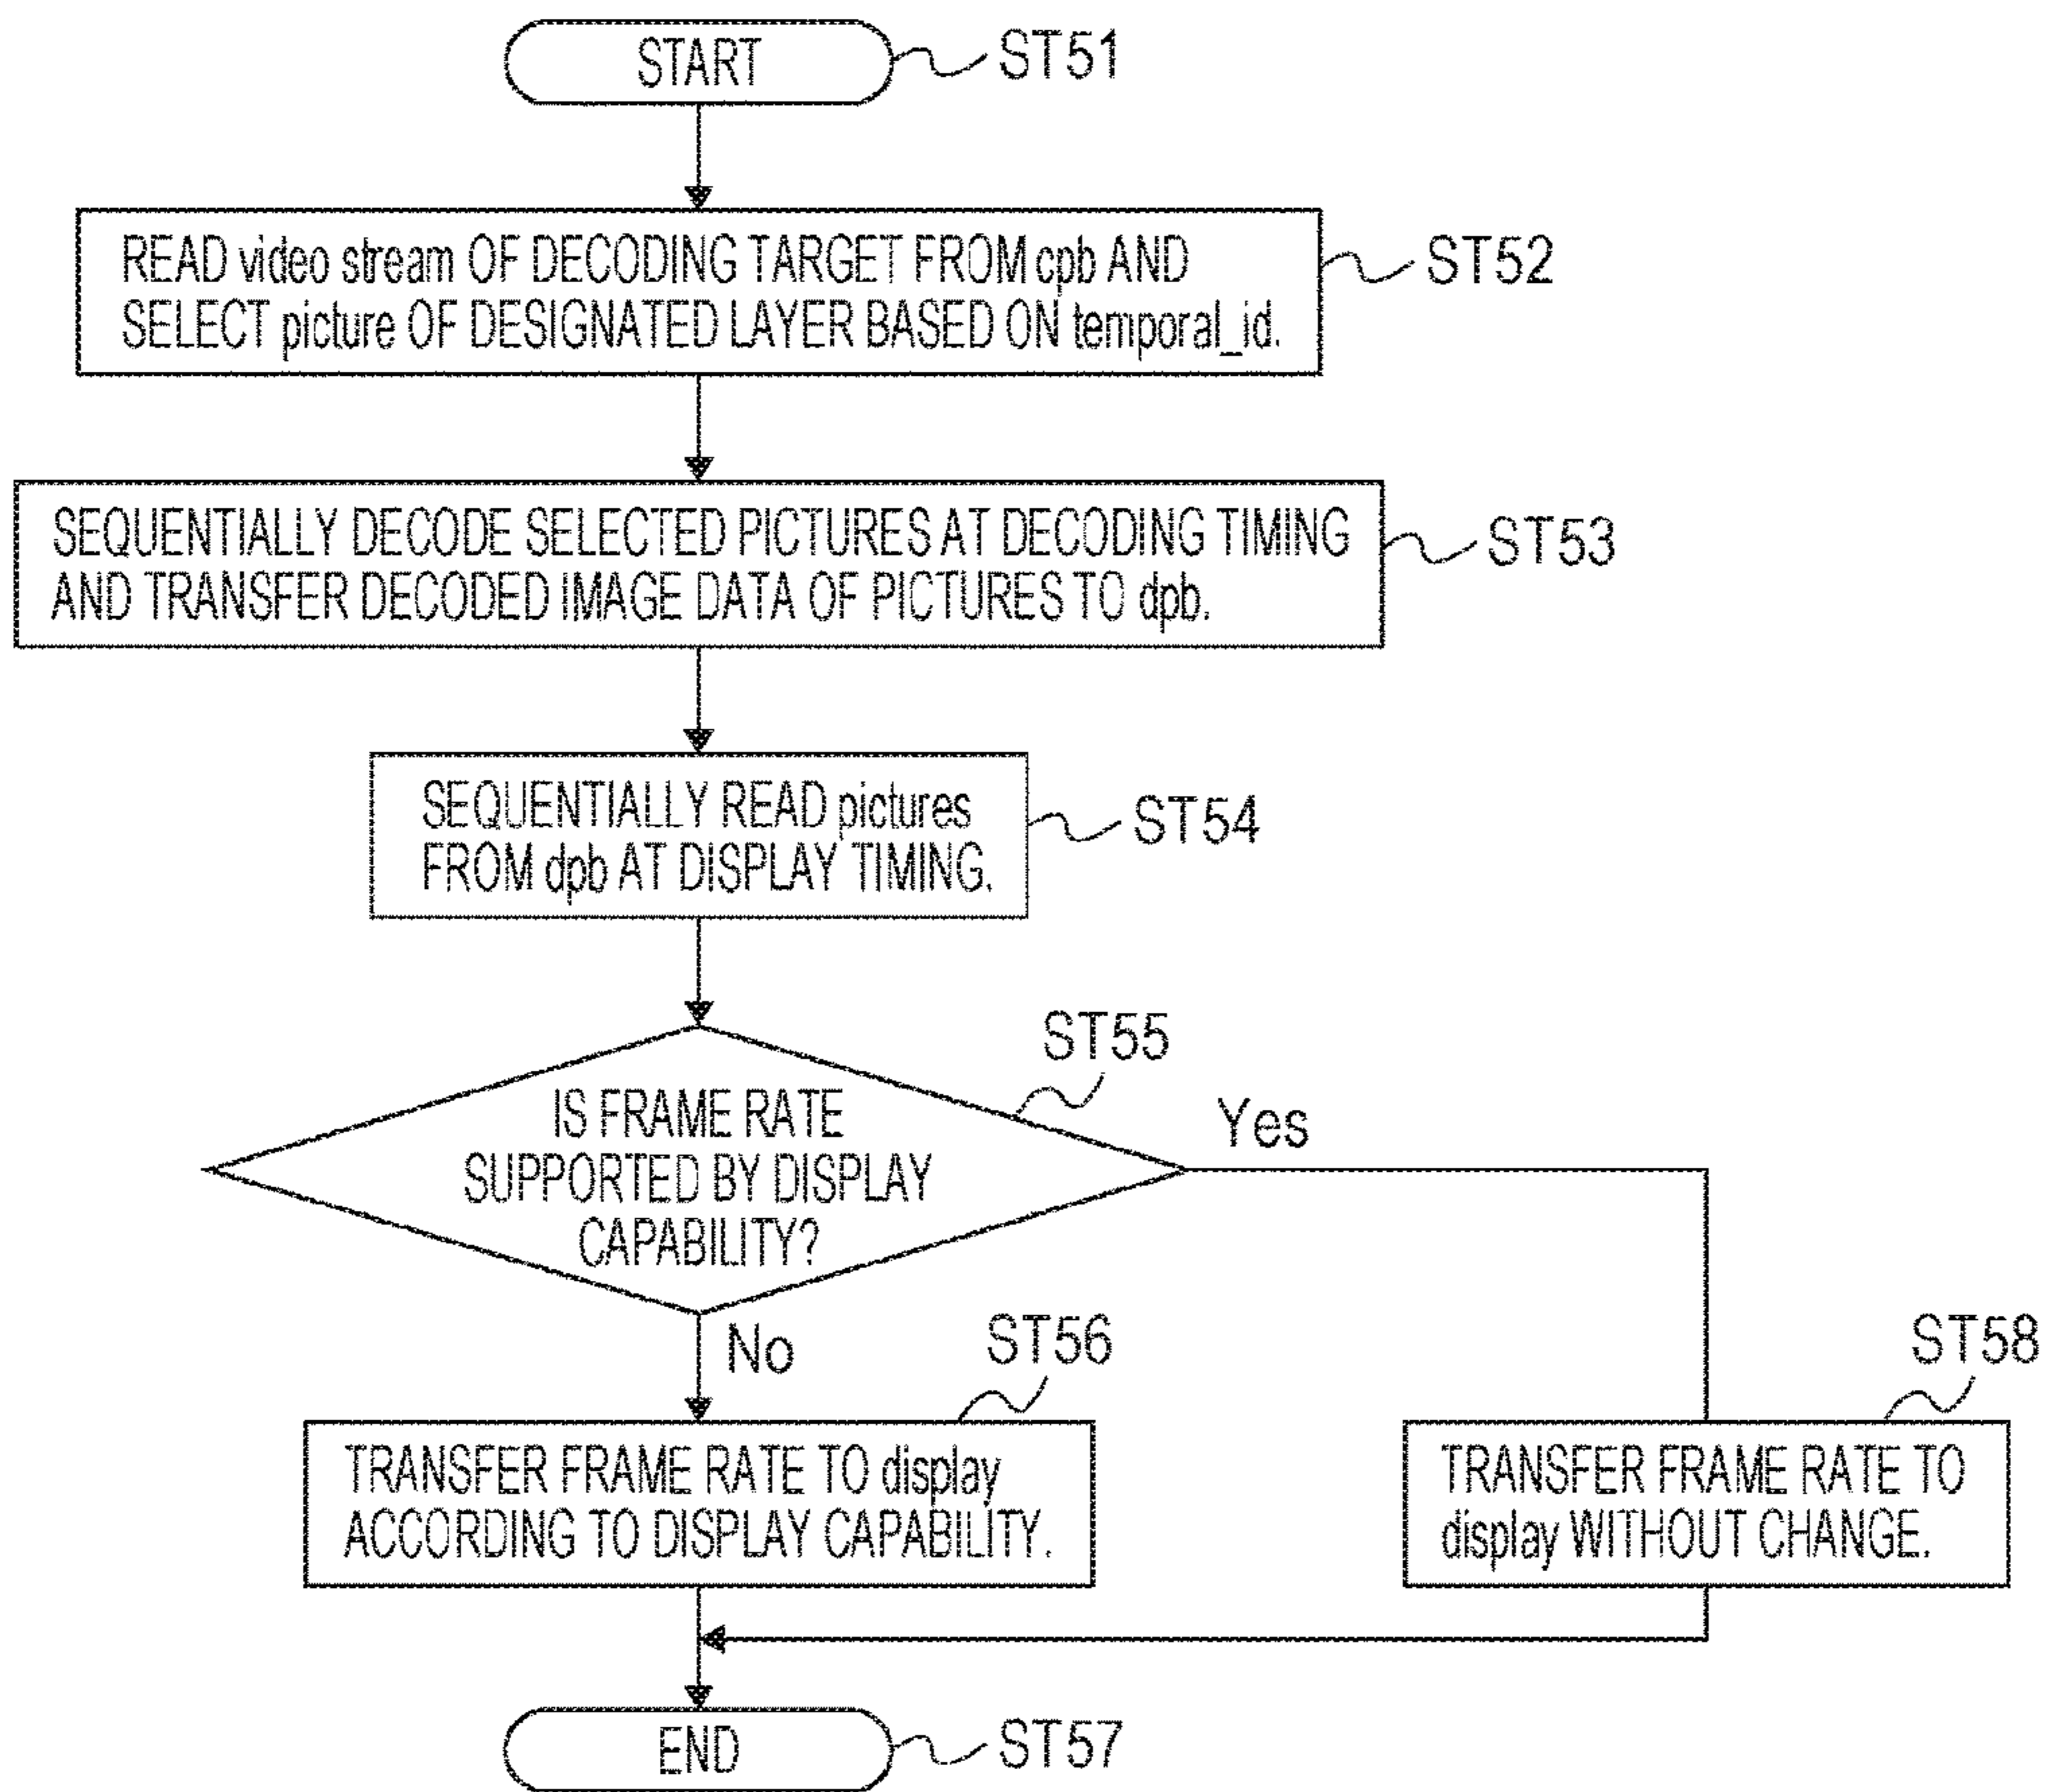 START
ST51
READ video stream OF DECODING TARGET FROM cpb AND
SELECT picture OF DESIGNATED LAYER BASED ON temporal_id.
ST52
SEQUENTIALLY DECODE SELECTED PICTURES AT DECODING TIMING
AND TRANSFER DECODED IMAGE DATA OF PICTURES TO dpb.
ST53
SEQUENTIALLY READ pictures
FROM dpb AT DISPLAY TIMING.
ST54
ST55
IS FRAME RATE
SUPPORTED BY DISPLAY
CAPABILITY?
Yes
No
ST56
TRANSFER FRAME RATE TO display
ACCORDING TO DISPLAY CAPABILITY.
ST58
TRANSFER FRAME RATE TO
display WITHOUT CHANGE.
END
ST57